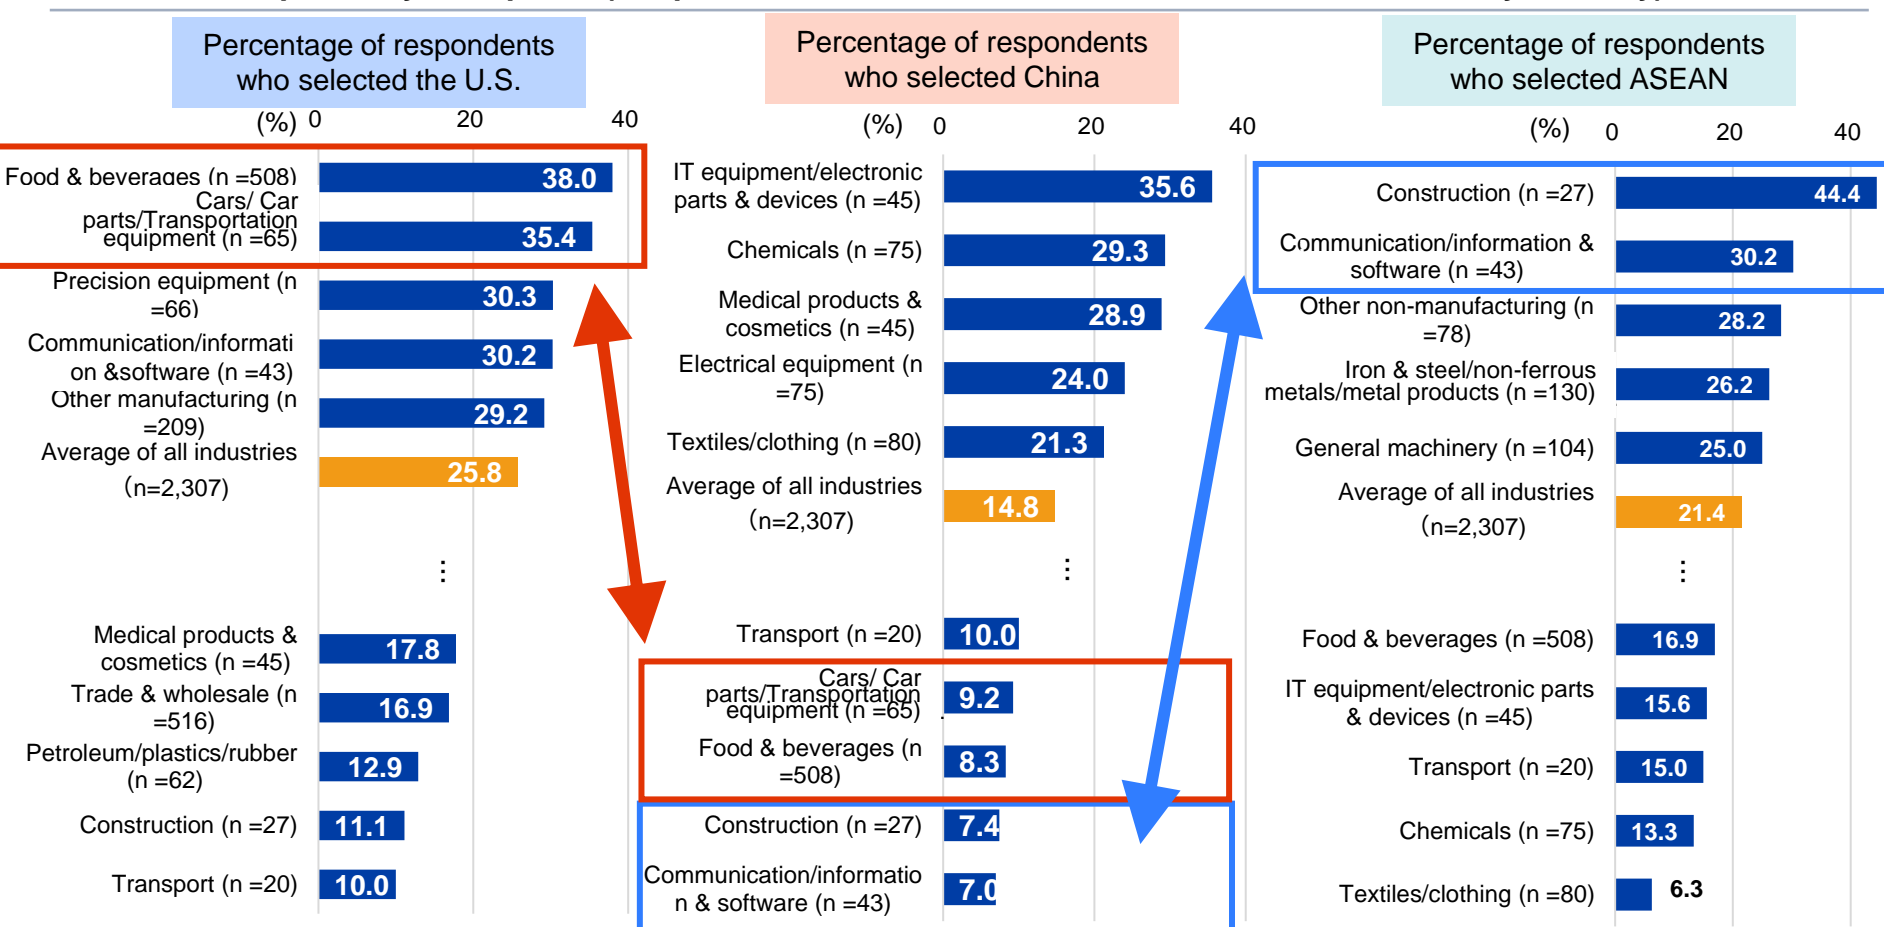 Percentage of respondents
who selected the U.S.
(%) 0 20 40
Food & beverages (n =508)
38.0
Cars/ Car
parts/Transportation
equipment (n =65)
35.4
Precision equipment (n
=66)
30.3
Communication/informati
on &software (n =43)
30.2
Other manufacturing (n
=209)
29.2
Average of all industries
(n=2,307)
25.8
⋮
Medical products &
cosmetics (n =45)
17.8
Trade & wholesale (n
=516)
16.9
Petroleum/plastics/rubber
(n =62)
12.9
Construction (n =27)
11.1
Transport (n =20)
10.0
Percentage of respondents
who selected China
(%) 0 20 40
IT equipment/electronic
parts & devices (n =45)
35.6
Chemicals (n =75)
29.3
Medical products &
cosmetics (n =45)
28.9
Electrical equipment (n
=75)
24.0
Textiles/clothing (n =80)
21.3
Average of all industries
(n=2,307)
14.8
⋮
Transport (n =20)
10.0
Cars/ Car
parts/Transportation
equipment (n =65)
9.2
Food & beverages (n
=508)
8.3
Construction (n =27)
7.4
Communication/informatio
n & software (n =43)
7.0
Percentage of respondents
who selected ASEAN
(%) 0 20 40
Construction (n =27)
44.4
Communication/information &
software (n =43)
30.2
Other non-manufacturing (n
=78)
28.2
Iron & steel/non-ferrous
metals/metal products (n =130)
26.2
General machinery (n =104)
25.0
Average of all industries
(n=2,307)
21.4
⋮
Food & beverages (n =508)
16.9
IT equipment/electronic parts
& devices (n =45)
15.6
Transport (n =20)
15.0
Chemicals (n =75)
13.3
Textiles/clothing (n =80)
6.3